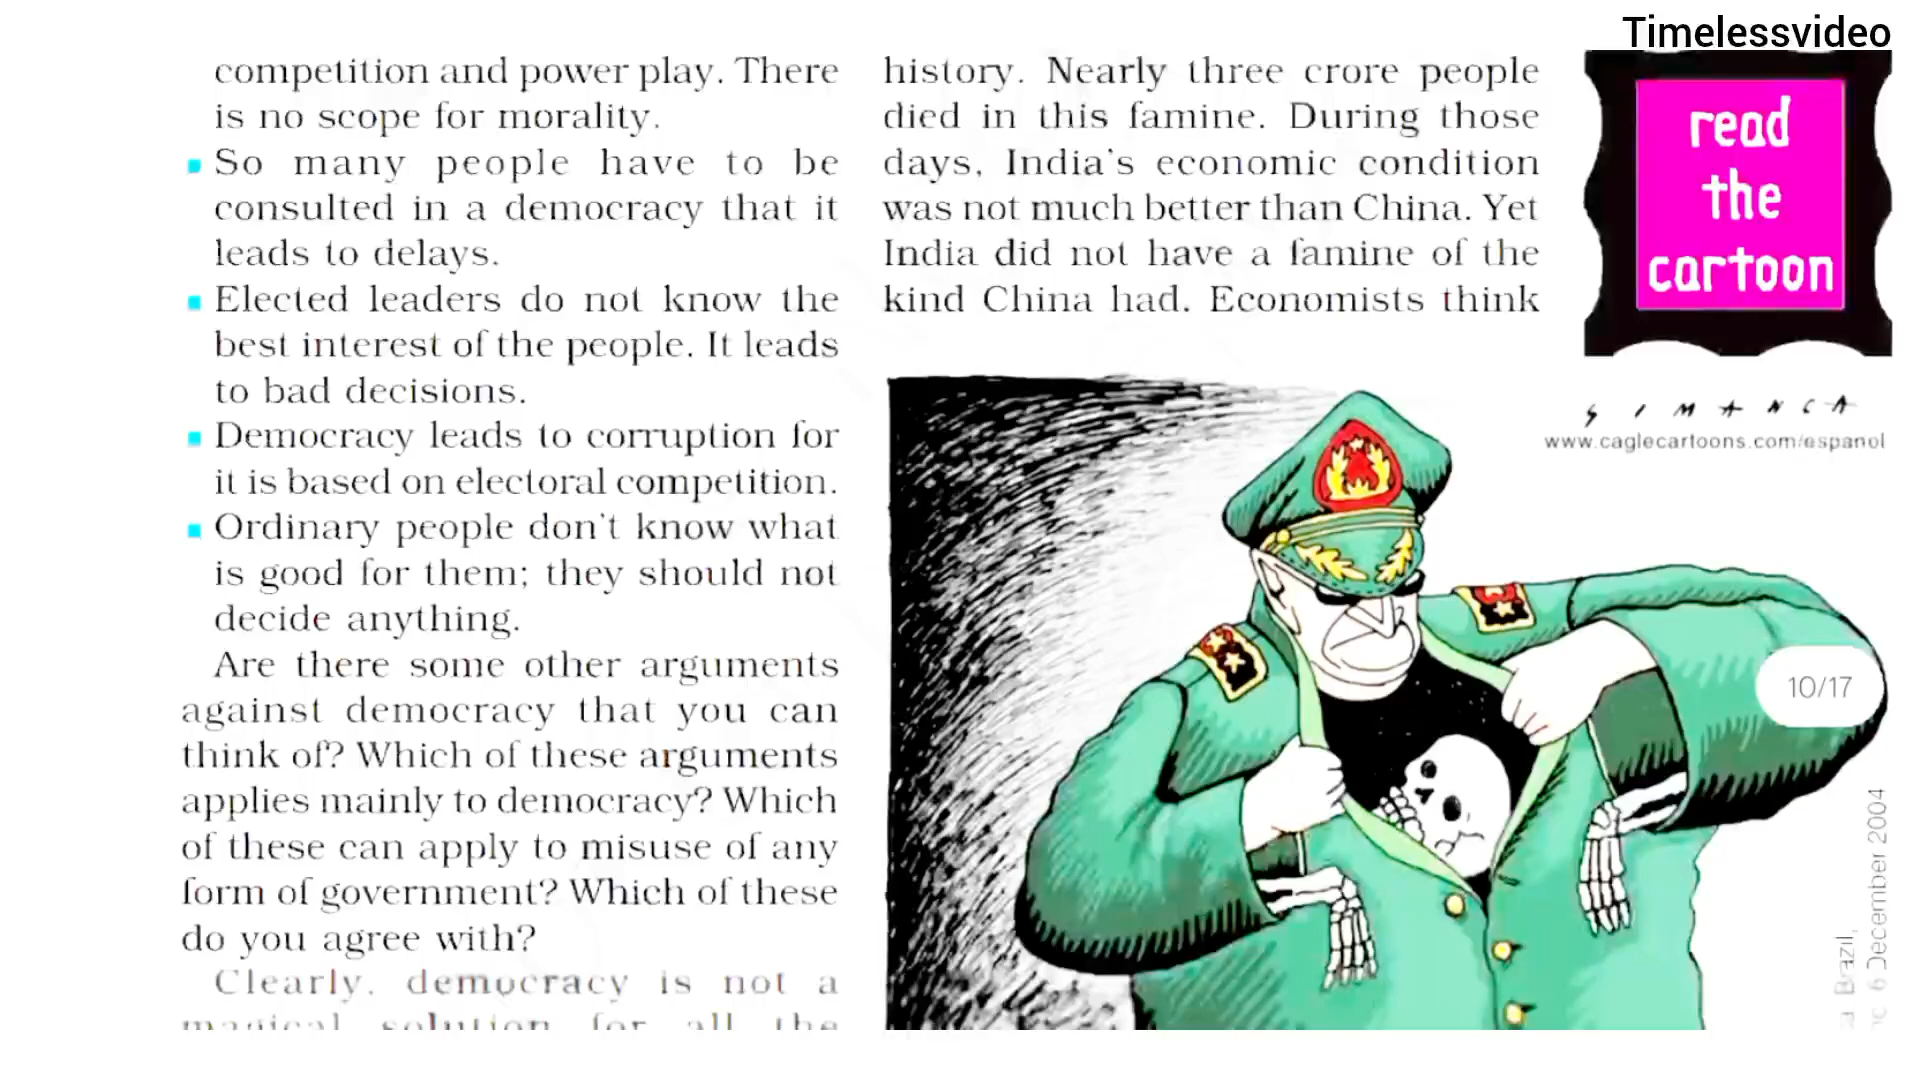 Timelessvideo
competition and power play. There
is no scope for morality.
So many people have to be
consulted in a democracy that it
leads to delays.
Elected leaders do not know the
best interest of the people. It leads
to bad decisions.
Democracy leads to corruption for
it is based on electoral competition.
Ordinary people don't know what
is good for them; they should not
decide anything.
Are there some other arguments
against democracy that you can
think of? Which of these arguments
applies mainly to democracy? Which
of these can apply to misuse of any
form of government? Which of these
do you agree with?
Clearly, democracy is not a
magical solution for all the
history. Nearly three crore people
died in this famine. During those
days, India's economic condition
was not much better than China. Yet
India did not have a famine of the
kind China had. Economists think
read
the
cartoon
SIMANCA
www.caglecartoons.com/espanol
10/17
Brazil,
6 December 2004